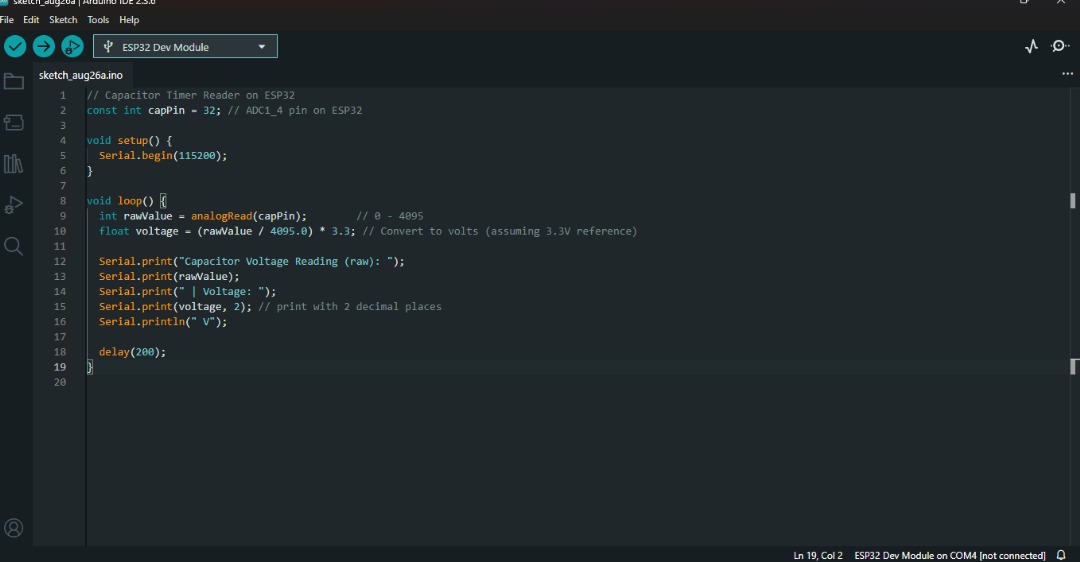 sketch_aug26a | Arduino IDE 2.3.6
File Edit Sketch Tools Help
ESP32 Dev Module
sketch_aug26a.ino
1 // Capacitor Timer Reader on ESP32
2 const int capPin = 32; // ADC1_4 pin on ESP32
3
4 void setup() {
5 Serial.begin(115200);
6 }
7
8 void loop() {
9 int rawValue = analogRead(capPin); // 0 - 4095
10 float voltage = (rawValue / 4095.0) * 3.3; // Convert to volts (assuming 3.3V reference)
11
12 Serial.print("Capacitor Voltage Reading (raw): ");
13 Serial.print(rawValue);
14 Serial.print(" | Voltage: ");
15 Serial.print(voltage, 2); // print with 2 decimal places
16 Serial.println(" V");
17
18 delay(200);
19 }
20
Ln 19, Col 2 ESP32 Dev Module on COM4 [not connected]